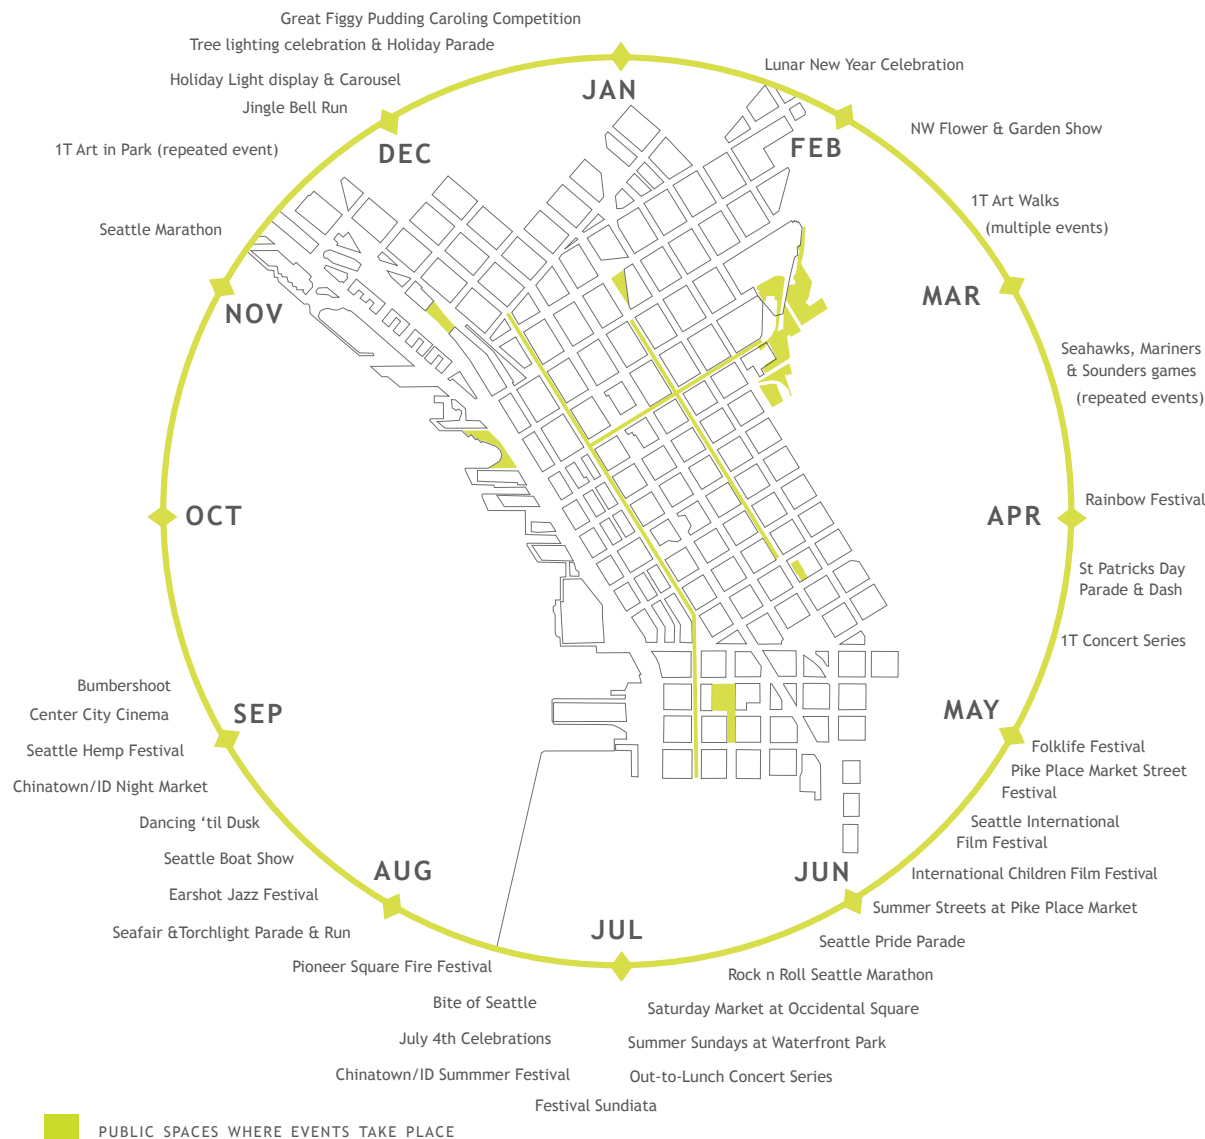 Great Figgy Pudding Caroling Competition
Tree lighting celebration & Holiday Parade
Holiday Light display & Carousel
Jingle Bell Run
1T Art in Park (repeated event)
Seattle Marathon
JAN
Lunar New Year Celebration
FEB
NW Flower & Garden Show
1T Art Walks
(multiple events)
MAR
Seahawks, Mariners
& Sounders games
(repeated events)
APR
Rainbow Festival
St Patricks Day
Parade & Dash
1T Concert Series
MAY
Folklife Festival
Pike Place Market Street
Festival
Seattle International
Film Festival
International Children Film Festival
JUN
Summer Streets at Pike Place Market
Seattle Pride Parade
Rock n Roll Seattle Marathon
Saturday Market at Occidental Square
Summer Sundays at Waterfront Park
Out-to-Lunch Concert Series
JUL
Festival Sundiata
Chinatown/ID Summmer Festival
July 4th Celebrations
Bite of Seattle
Pioneer Square Fire Festival
AUG
Seafair &Torchlight Parade & Run
Earshot Jazz Festival
Seattle Boat Show
Dancing ‘til Dusk
Chinatown/ID Night Market
Seattle Hemp Festival
Center City Cinema
Bumbershoot
SEP
OCT
NOV
DEC
PUBLIC SPACES WHERE EVENTS TAKE PLACE